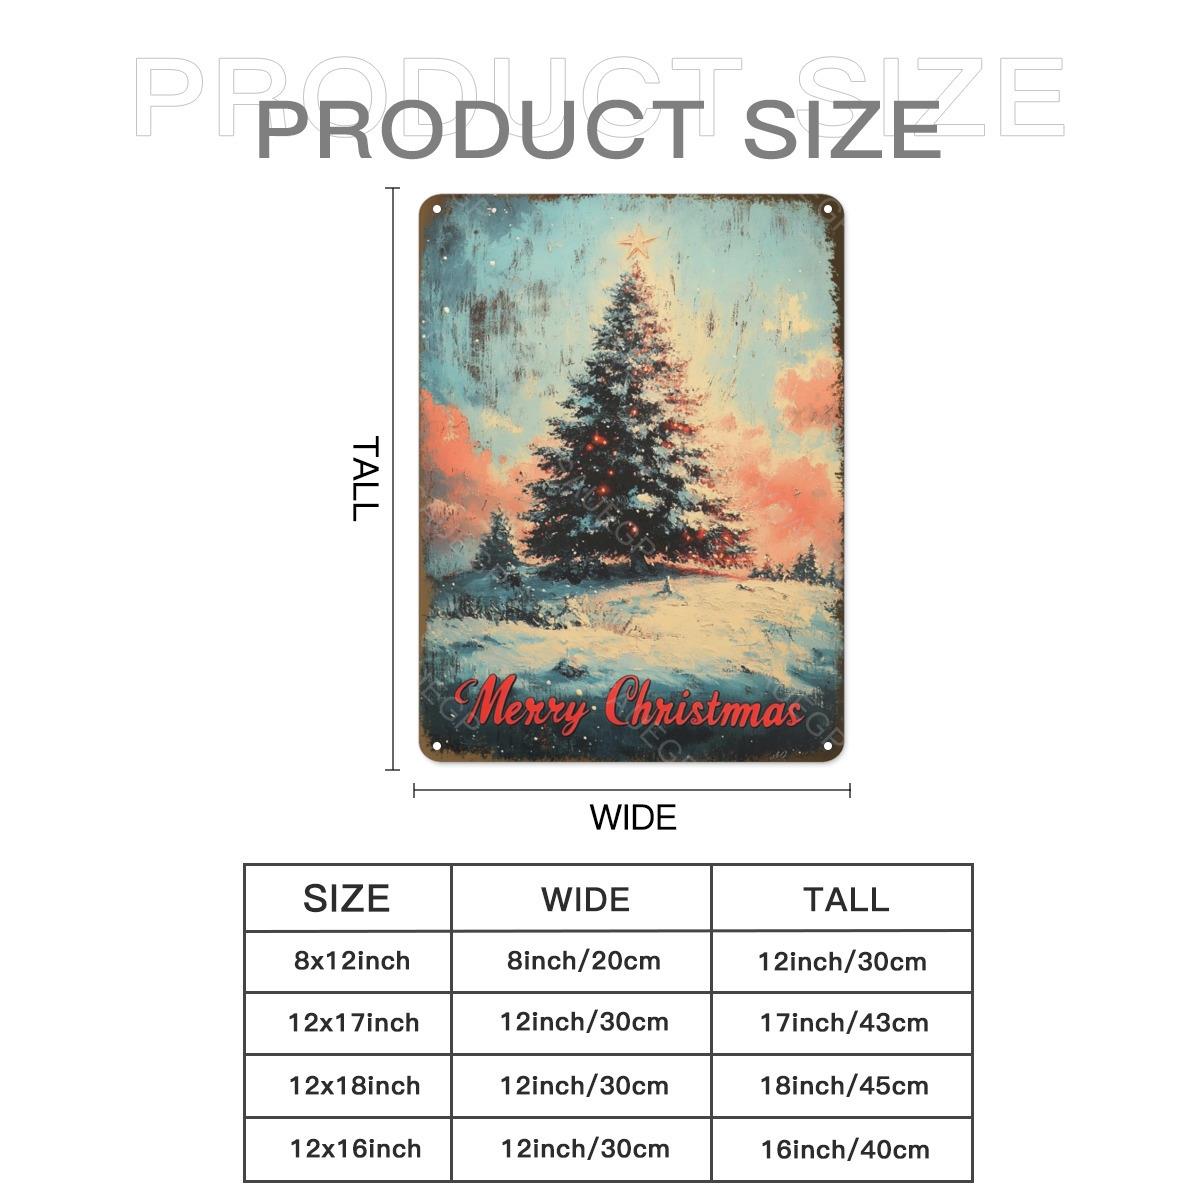 PRODUCT SIZE
PRODUCT SIZE
TALL
Merry Christmas
WIDE
SIZE WIDE TALL
8x12inch 8inch/20cm 12inch/30cm
12x17inch 12inch/30cm 17inch/43cm
12x18inch 12inch/30cm 18inch/45cm
12x16inch 12inch/30cm 16inch/40cm